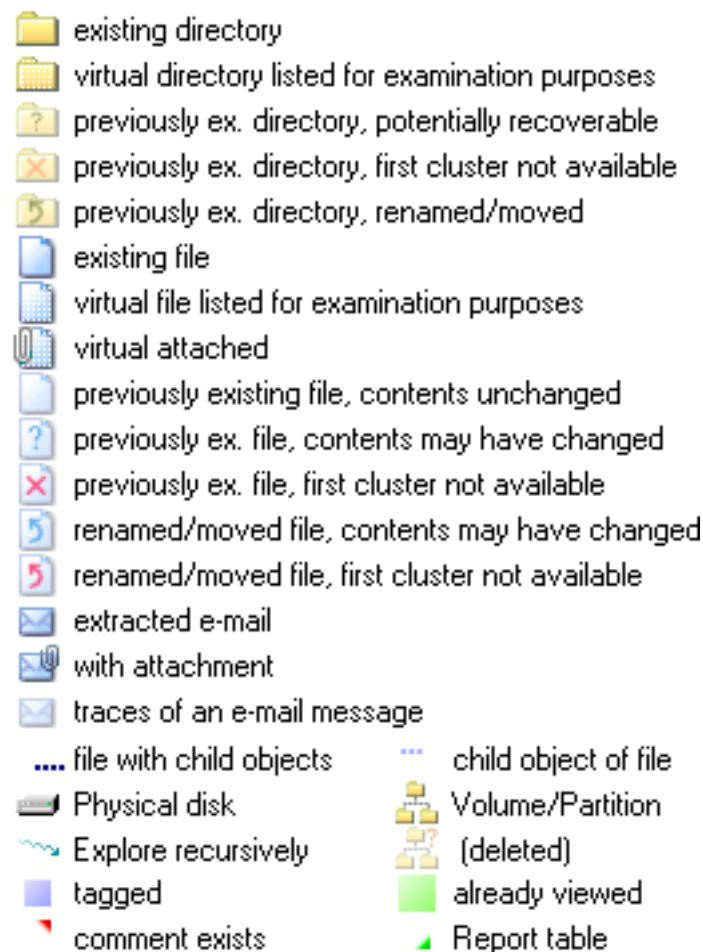 existing directory
virtual directory listed for examination purposes
previously ex. directory, potentially recoverable
previously ex. directory, first cluster not available
previously ex. directory, renamed/moved
existing file
virtual file listed for examination purposes
virtual attached
previously existing file, contents unchanged
previously ex. file, contents may have changed
previously ex. file, first cluster not available
renamed/moved file, contents may have changed
renamed/moved file, first cluster not available
extracted e-mail
with attachment
traces of an e-mail message
file with child objects child object of file
Physical disk Volume/Partition
Explore recursively (deleted)
tagged already viewed
comment exists Report table